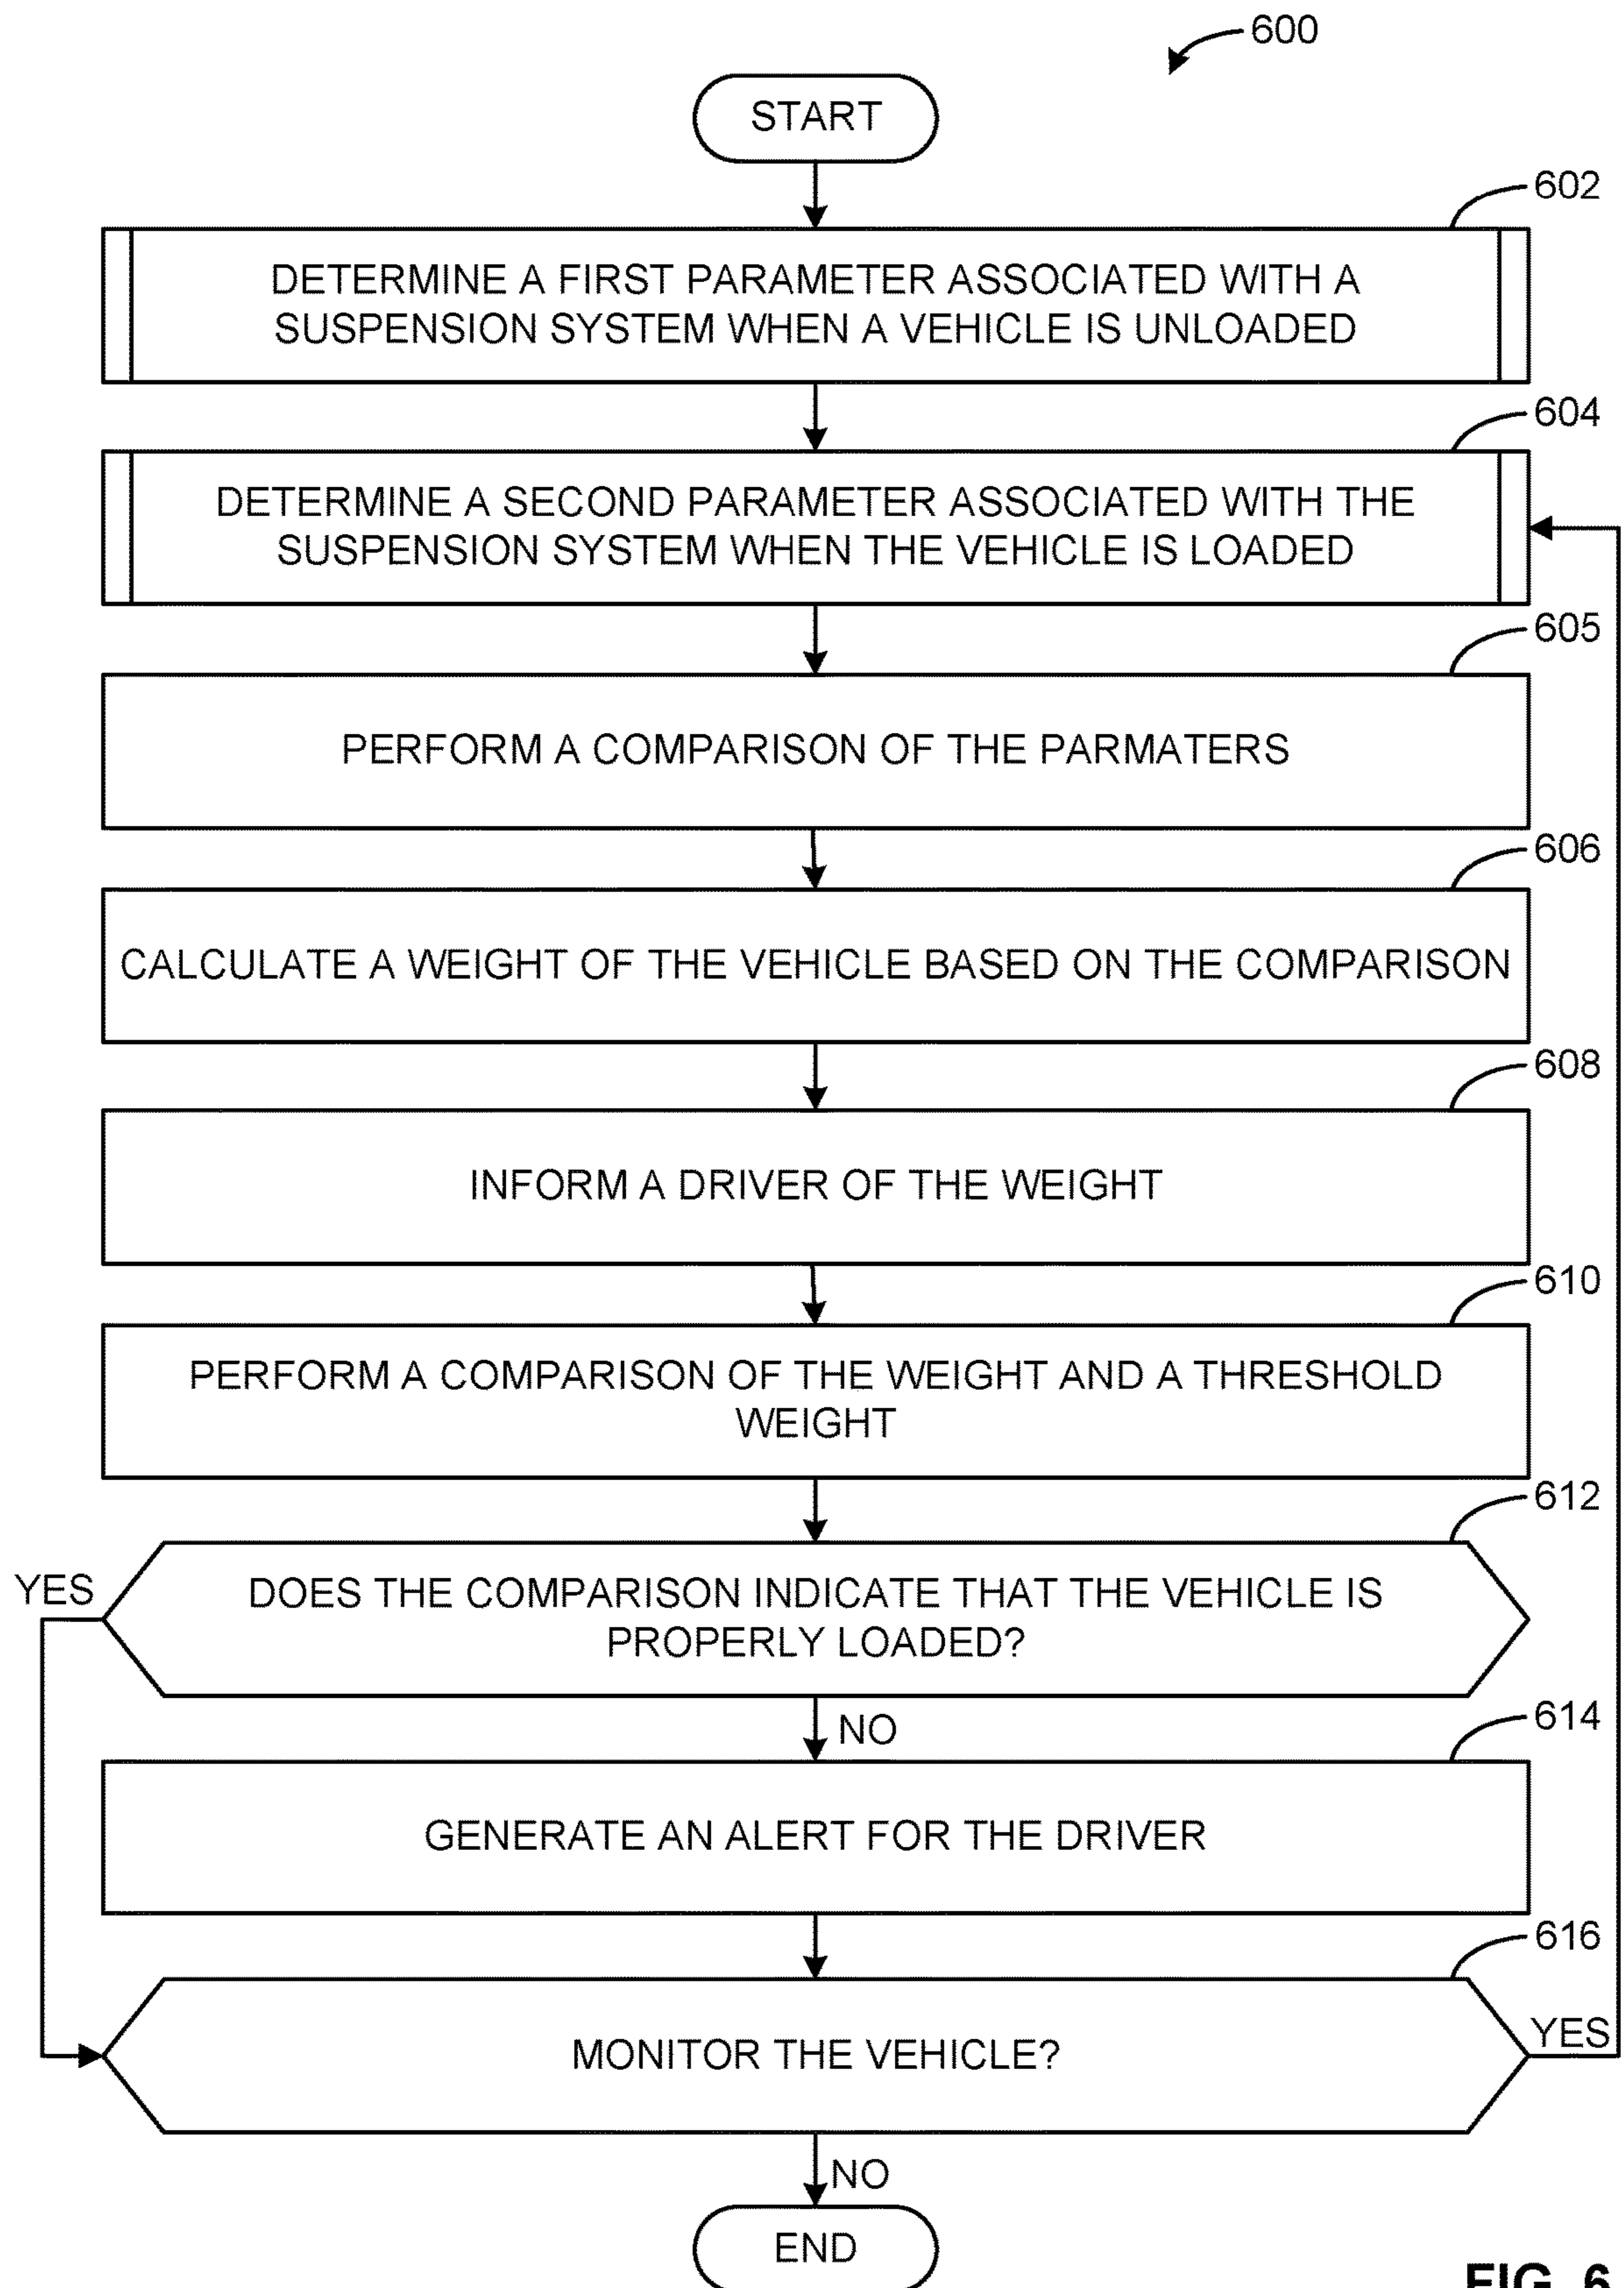 600
START
602
DETERMINE A FIRST PARAMETER ASSOCIATED WITH A
SUSPENSION SYSTEM WHEN A VEHICLE IS UNLOADED
604
DETERMINE A SECOND PARAMETER ASSOCIATED WITH THE
SUSPENSION SYSTEM WHEN THE VEHICLE IS LOADED
605
PERFORM A COMPARISON OF THE PARMATERS
606
CALCULATE A WEIGHT OF THE VEHICLE BASED ON THE COMPARISON
608
INFORM A DRIVER OF THE WEIGHT
610
PERFORM A COMPARISON OF THE WEIGHT AND A THRESHOLD
WEIGHT
612
YES
DOES THE COMPARISON INDICATE THAT THE VEHICLE IS
PROPERLY LOADED?
NO
614
GENERATE AN ALERT FOR THE DRIVER
616
MONITOR THE VEHICLE?
YES
NO
END
FIG. 6